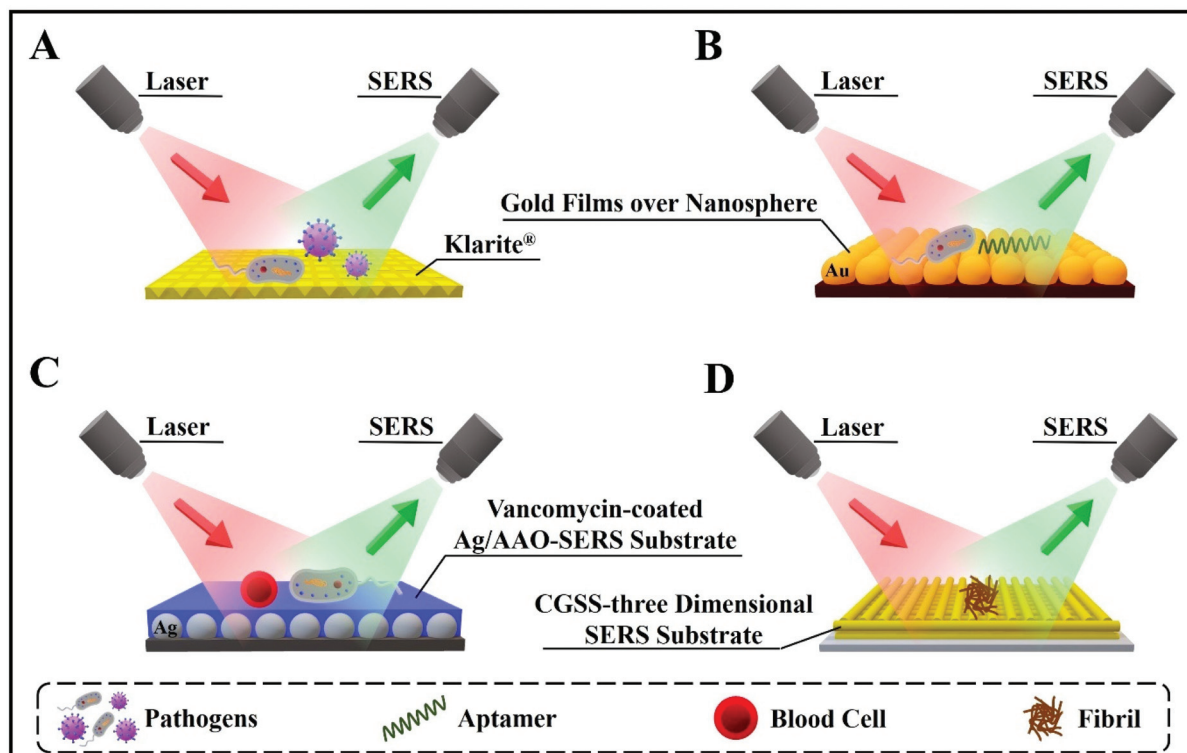 A
Laser
SERS
Klarite®
B
Laser
SERS
Gold Films over Nanosphere
Au
C
Laser
SERS
Vancomycin-coated
Ag/AAO-SERS Substrate
Ag
D
Laser
SERS
CGSS-three Dimensional
SERS Substrate
Pathogens
Aptamer
Blood Cell
Fibril